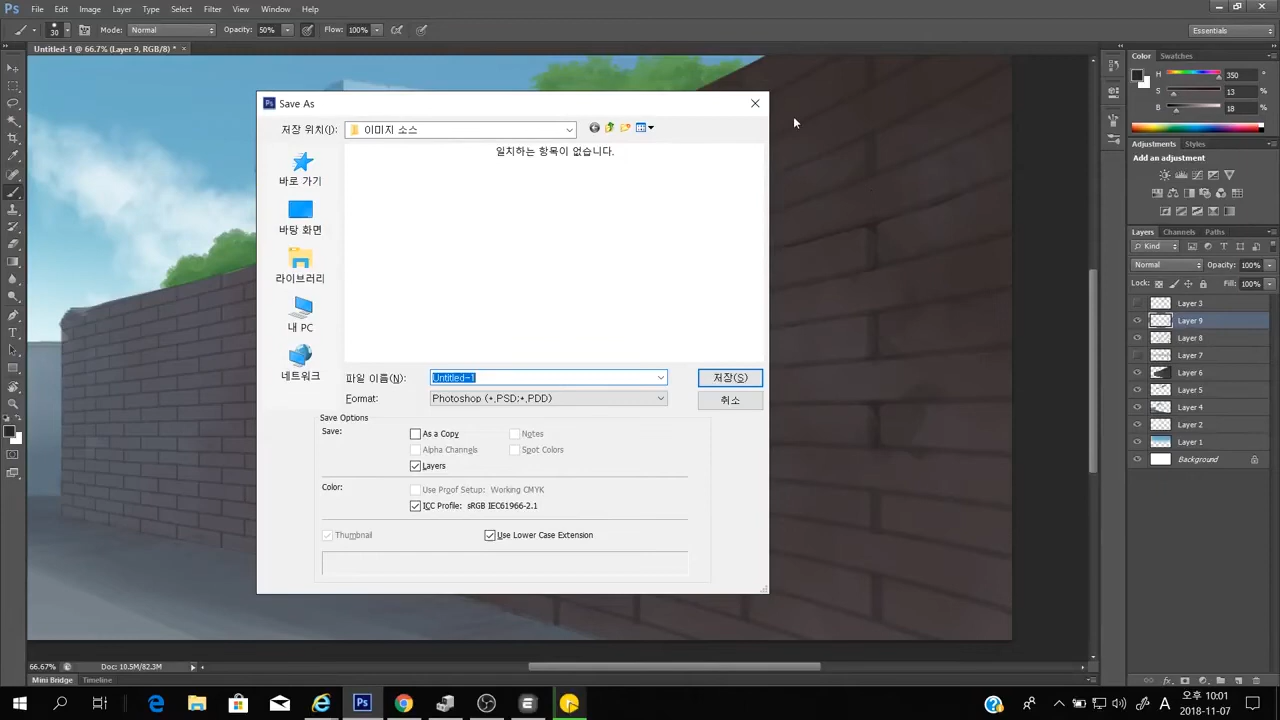 Ps File Edit Image Layer Type Select Filter View Window Help
30 Mode: Normal Opacity: 50% Flow: 100% Essentials
Untitled-1 @ 66.7% (Layer 9, RGB/8) * ×
Color Swatches
H 350 °
S 13 %
B 18 %
Adjustments Styles
Add an adjustment
Layers Channels Paths
Kind
Normal Opacity: 100%
Lock: Fill: 100%
Layer 3
Layer 9
Layer 8
Layer 7
Layer 6
Layer 5
Layer 4
Layer 2
Layer 1
Background
Ps Save As
저장 위치(I): 이미지 소스
일치하는 항목이 없습니다.
바로 가기
바탕 화면
라이브러리
내 PC
네트워크
파일 이름(N): Untitled-1 저장(S)
Format: Photoshop (*.PSD;*.PDD) 취소
Save Options
Save: As a Copy Notes
Alpha Channels Spot Colors
Layers
Color: Use Proof Setup: Working CMYK
ICC Profile: sRGB IEC61966-2.1
Thumbnail Use Lower Case Extension
66.67% Doc: 10.5M/82.3M
Mini Bridge Timeline
Ps A 오후 10:01
2018-11-07